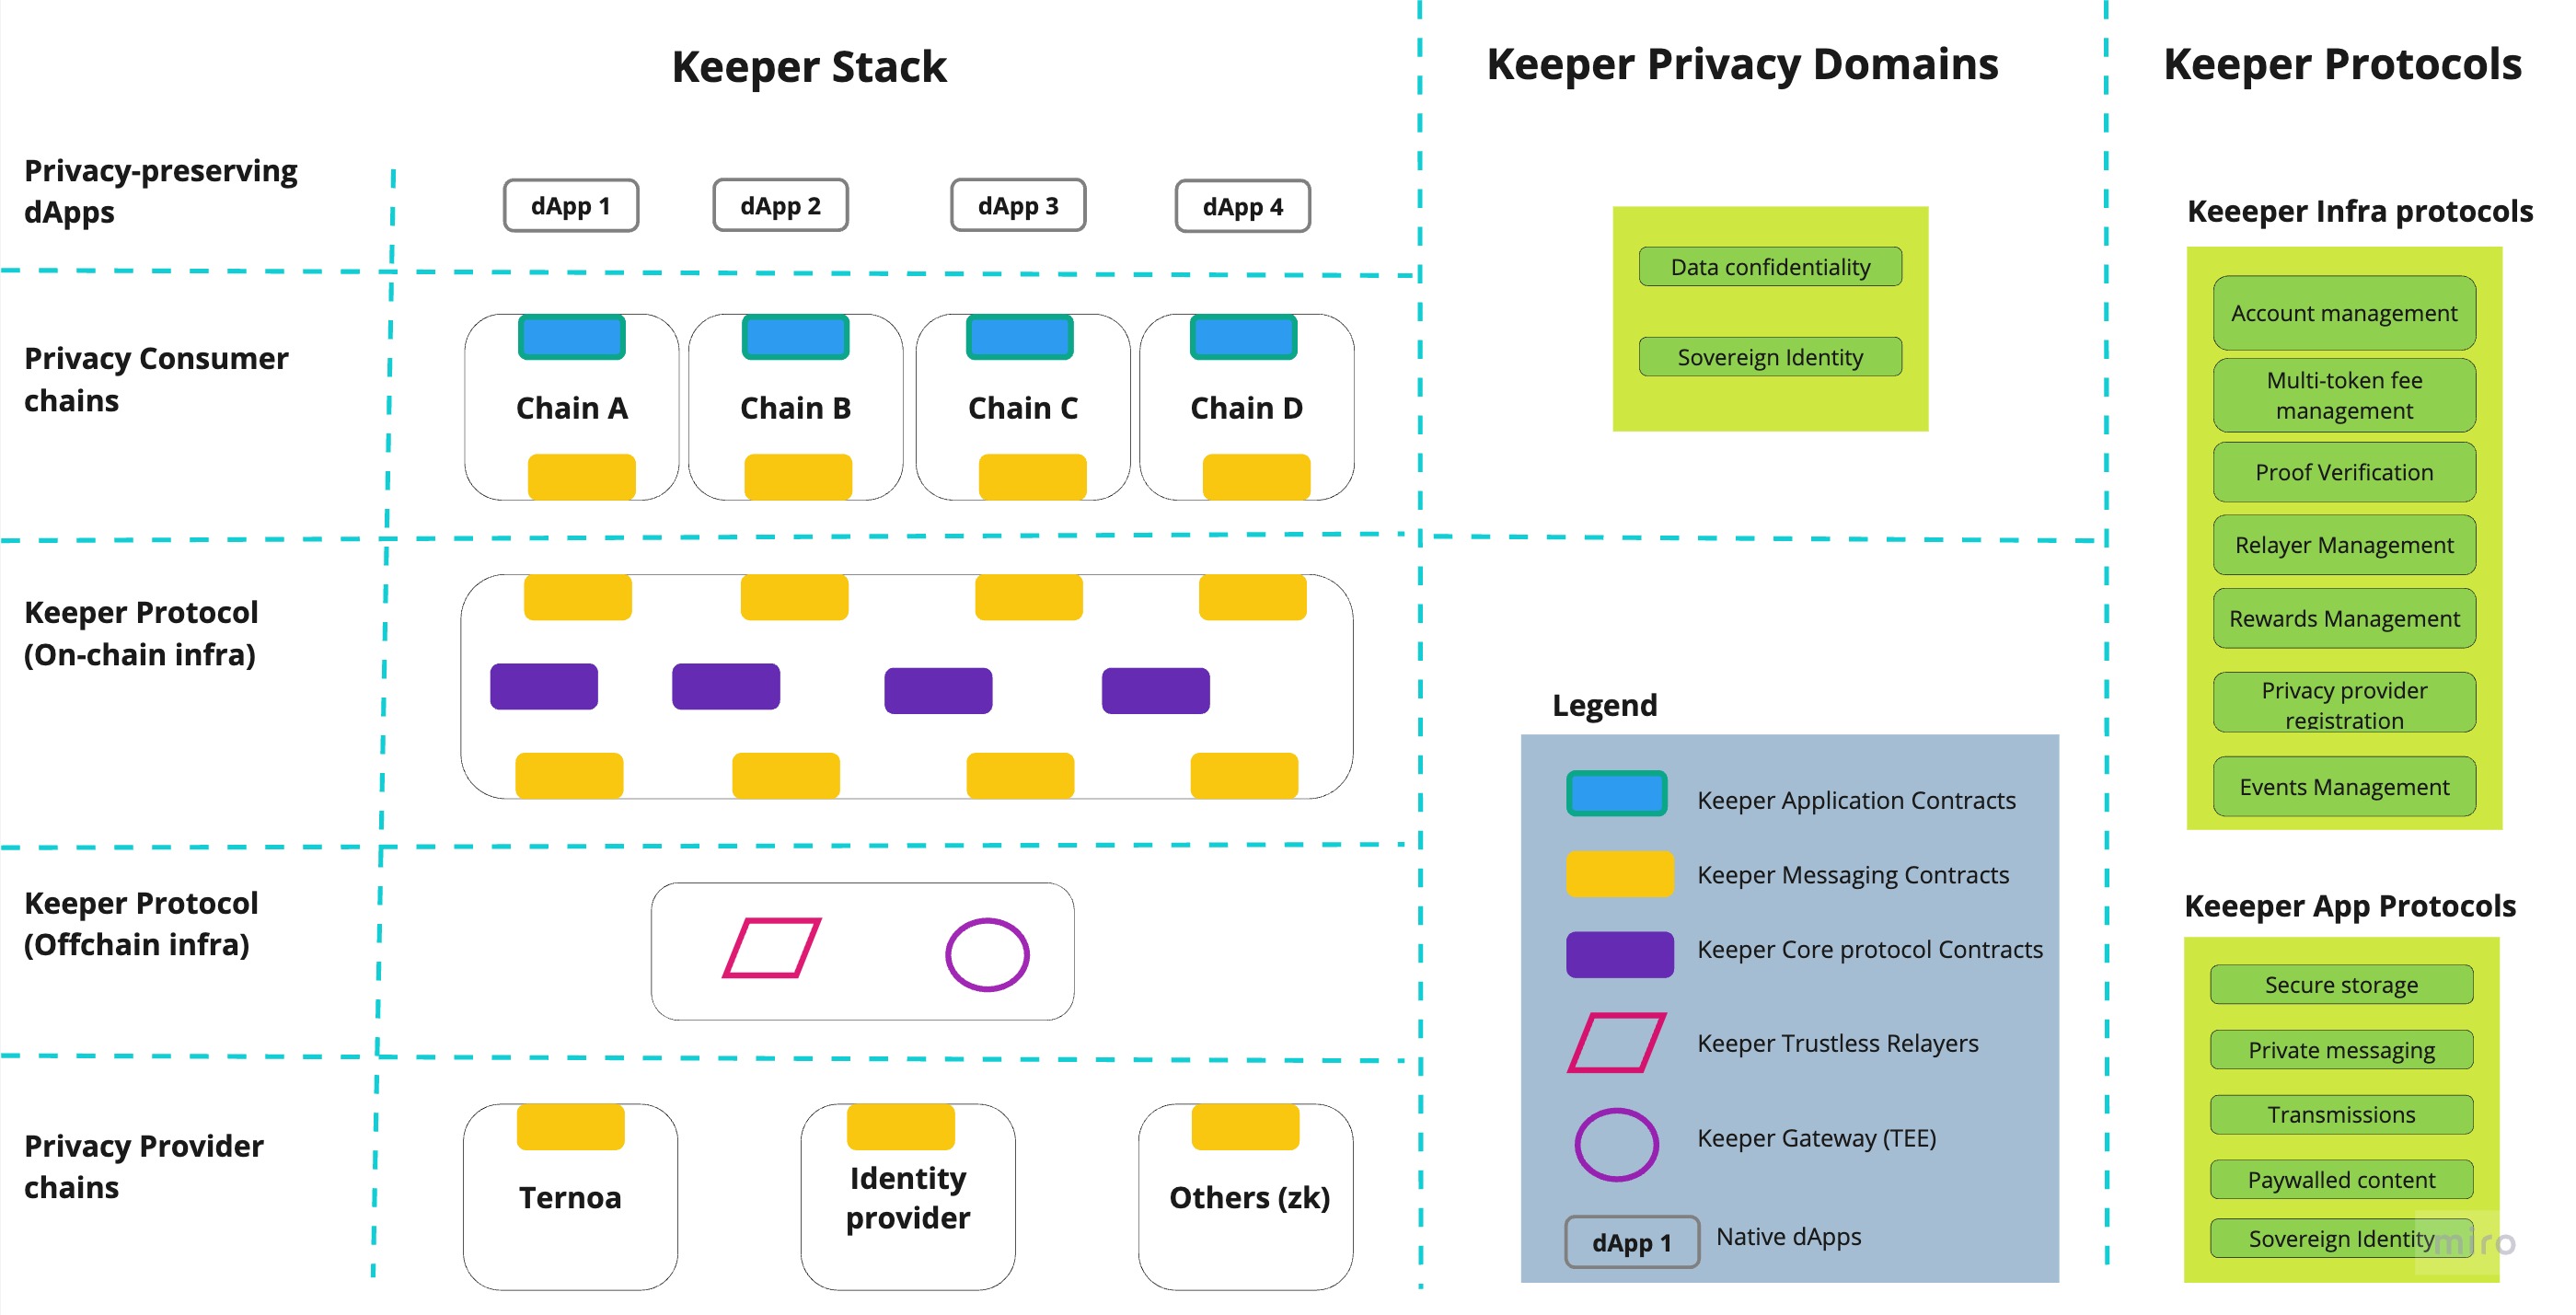 Keeper Stack
Keeper Privacy Domains
Keeper Protocols
Privacy-preserving
dApps
dApp 1
dApp 2
dApp 3
dApp 4
Privacy Consumer
chains
Chain A
Chain B
Chain C
Chain D
Keeper Protocol
(On-chain infra)
Keeper Protocol
(Offchain infra)
Privacy Provider
chains
Ternoa
Identity
provider
Others (zk)
Data confidentiality
Sovereign Identity
Legend
Keeper Application Contracts
Keeper Messaging Contracts
Keeper Core protocol Contracts
Keeper Trustless Relayers
Keeper Gateway (TEE)
dApp 1
Native dApps
Keeeper Infra protocols
Account management
Multi-token fee
management
Proof Verification
Relayer Management
Rewards Management
Privacy provider
registration
Events Management
Keeeper App Protocols
Secure storage
Private messaging
Transmissions
Paywalled content
Sovereign Identity
miro